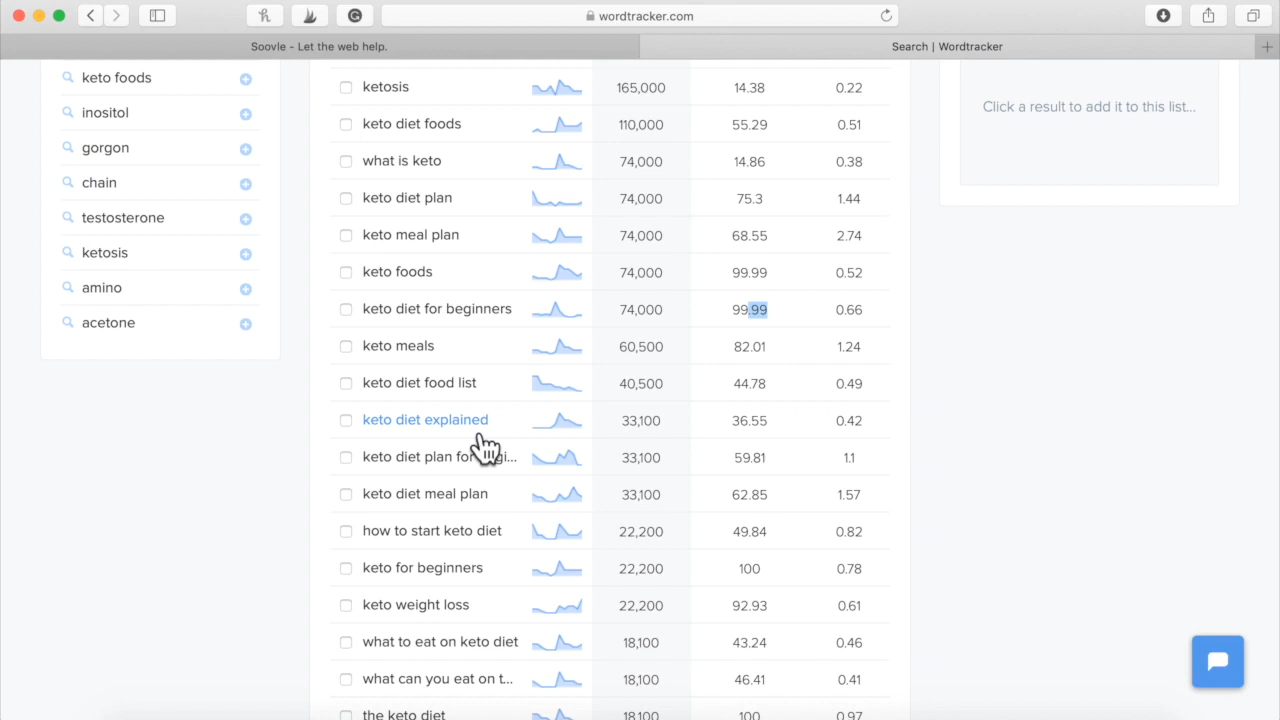 wordtracker.com
Soovle - Let the web help.
Search | Wordtracker
keto foods
inositol
gorgon
chain
testosterone
ketosis
amino
acetone
ketosis 165,000 14.38 0.22
keto diet foods 110,000 55.29 0.51
what is keto 74,000 14.86 0.38
keto diet plan 74,000 75.3 1.44
keto meal plan 74,000 68.55 2.74
keto foods 74,000 99.99 0.52
keto diet for beginners 74,000 99.99 0.66
keto meals 60,500 82.01 1.24
keto diet food list 40,500 44.78 0.49
keto diet explained 33,100 36.55 0.42
keto diet plan for 33,100 59.81 1.1
keto diet meal plan 33,100 62.85 1.57
how to start keto diet 22,200 49.84 0.82
keto for beginners 22,200 100 0.78
keto weight loss 22,200 92.93 0.61
what to eat on keto diet 18,100 43.24 0.46
what can you eat on t... 18,100 46.41 0.41
the keto diet 18,100 100 0.97
Click a result to add it to this list...